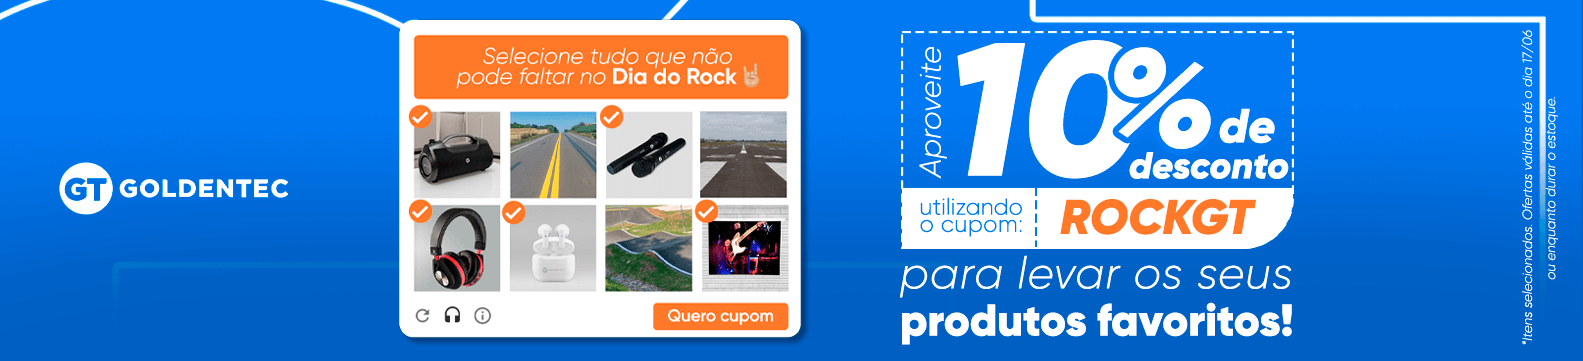 GT GOLDENTEC
Selecione tudo que não
pode faltar no Dia do Rock
Quero cupom
Aproveite
10% de
desconto
utilizando
o cupom:
ROCKGT
para levar os seus
produtos favoritos!
*Itens selecionados. Ofertas válidas até o dia 17/06
ou enquanto durar o estoque.